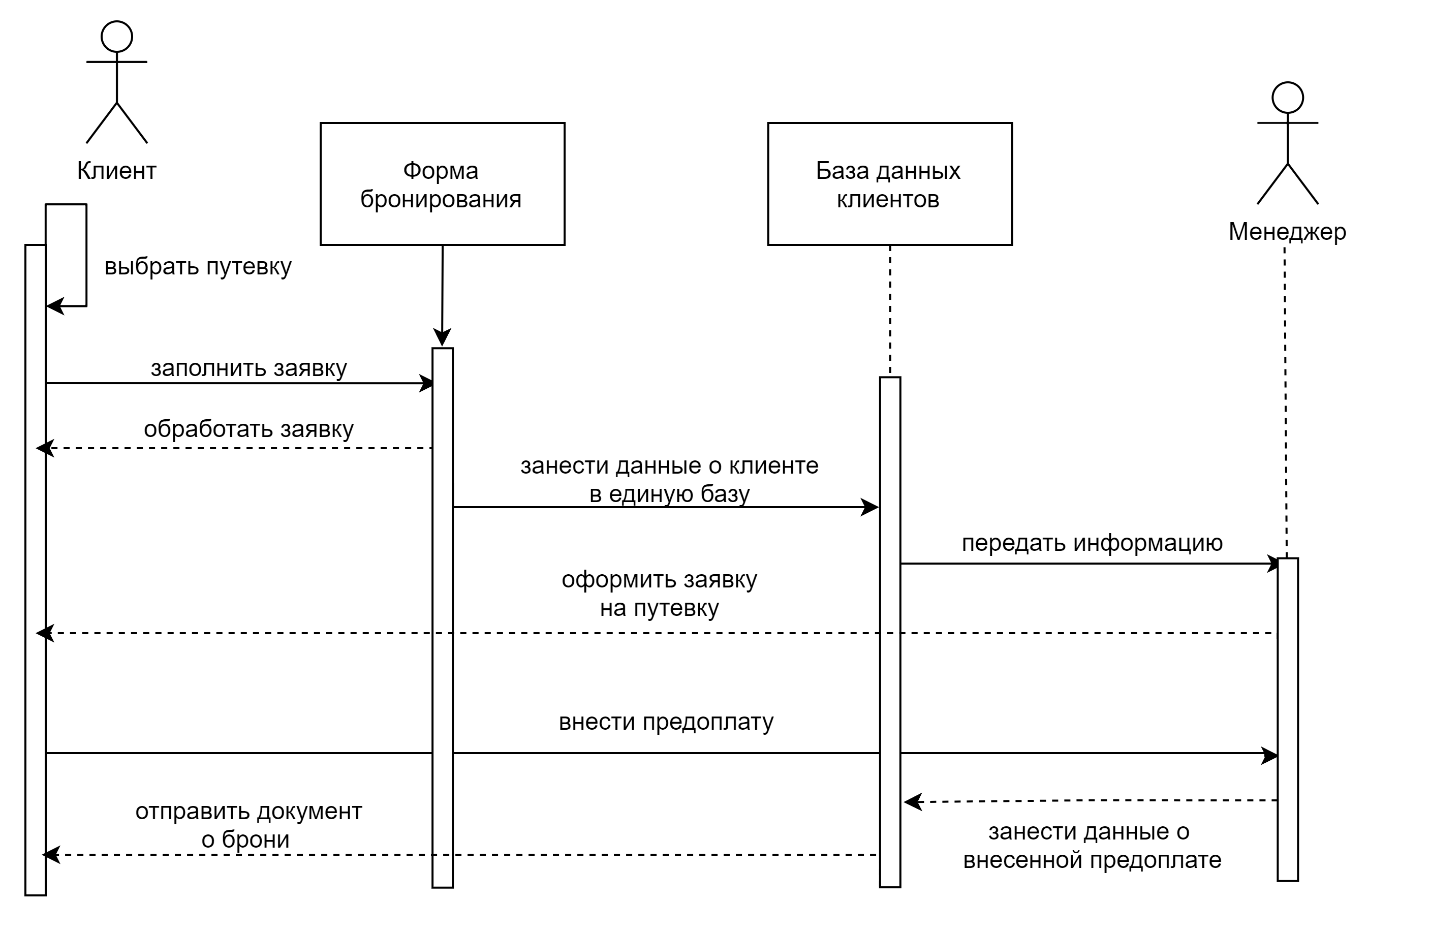 Клиент
Форма
бронирования
База данных
клиентов
Менеджер
выбрать путевку
заполнить заявку
обработать заявку
занести данные о клиенте
в единую базу
передать информацию
оформить заявку
на путевку
внести предоплату
отправить документ
о брони
занести данные о
внесенной предоплате